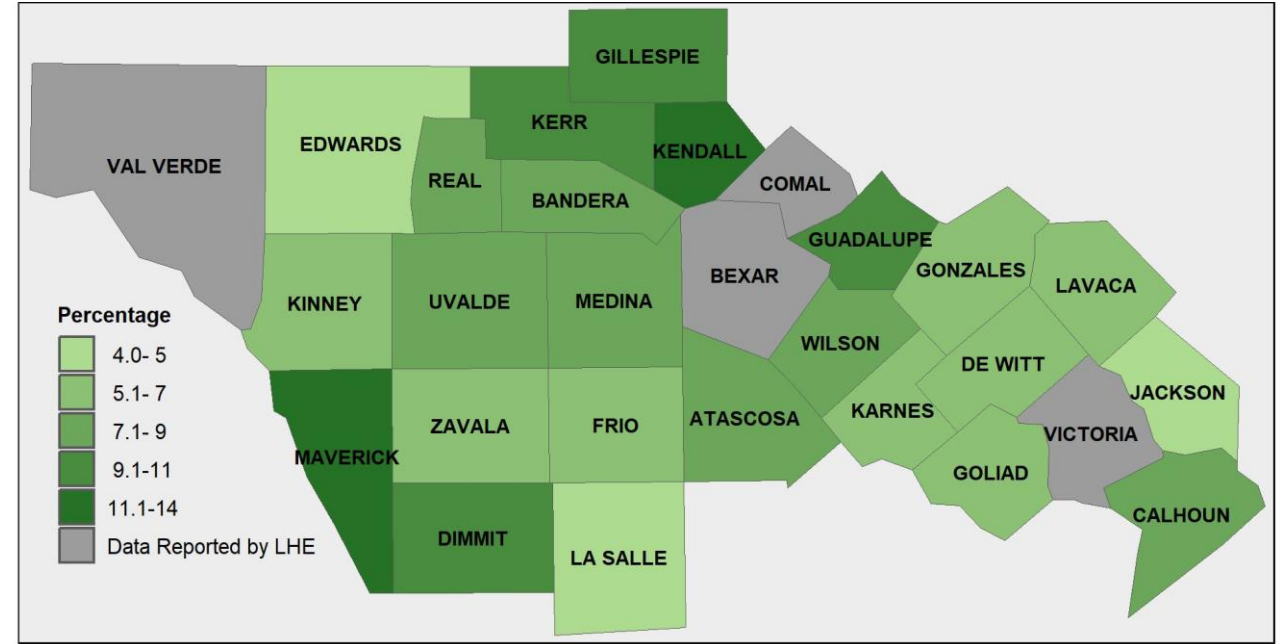 GILLESPIE
KERR
EDWARDS
KENDALL
VAL VERDE
REAL
COMAL
BANDERA
GUADALUPE
GONZALES
BEXAR
LAVACA
KINNEY
UVALDE
MEDINA
WILSON
DE WITT
JACKSON
KARNES
ATASCOSA
ZAVALA
FRIO
VICTORIA
MAVERICK
GOLIAD
CALHOUN
DIMMIT
LA SALLE
Percentage
4.0- 5
5.1- 7
7.1- 9
9.1-11
11.1-14
Data Reported by LHE